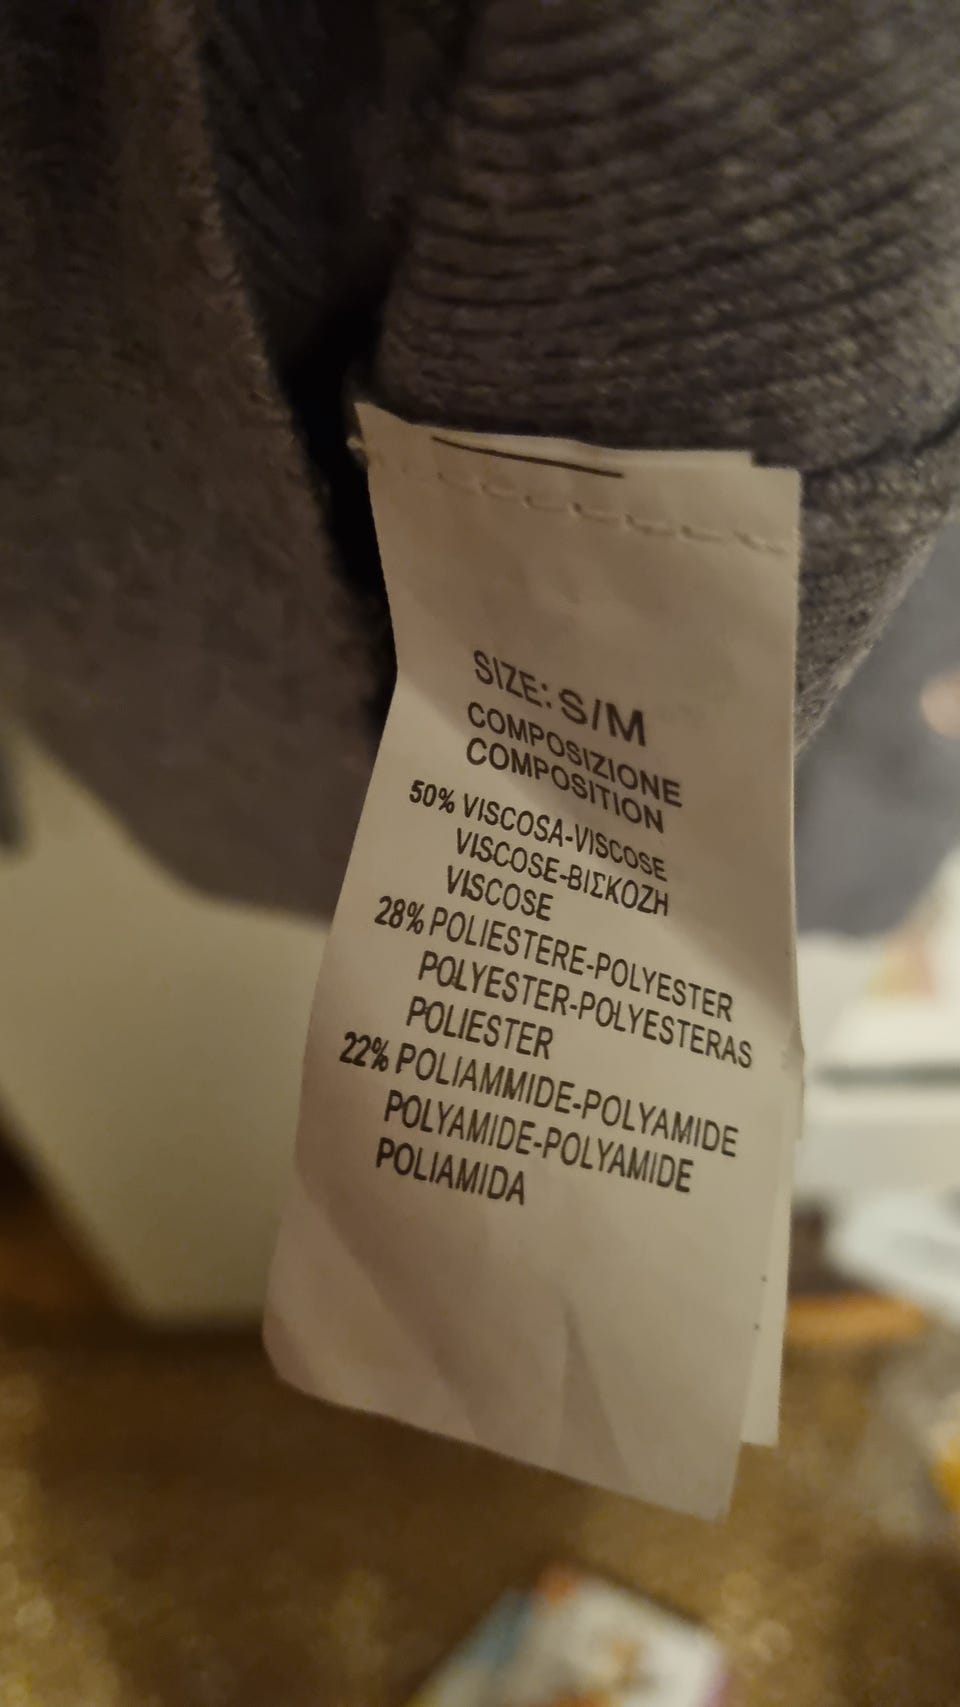 SIZE: S/M
COMPOSIZIONE
COMPOSITION
50% VISCOSA-VISCOSE
VISCOSE-ΒΙΣΚΟΖΗ
VISCOSE
28% POLIESTERE-POLYESTER
POLYESTER-POLYESTERAS
POLIESTER
22% POLIAMMIDE-POLYAMIDE
POLYAMIDE-POLYAMIDE
POLIAMIDA